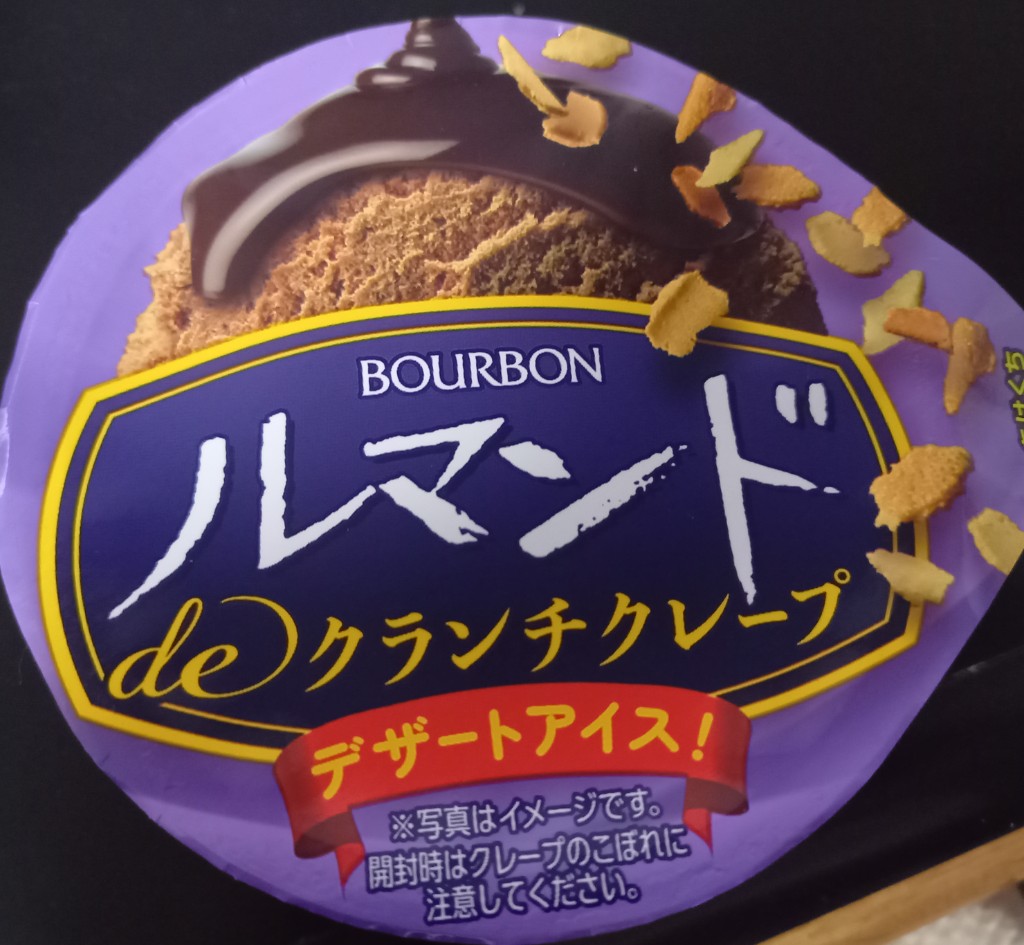 BOURBON
ルマンド
deクランチクレープ
デザートアイス!
※写真はイメージです。
開封時はクレープのこぼれに
注意してください。